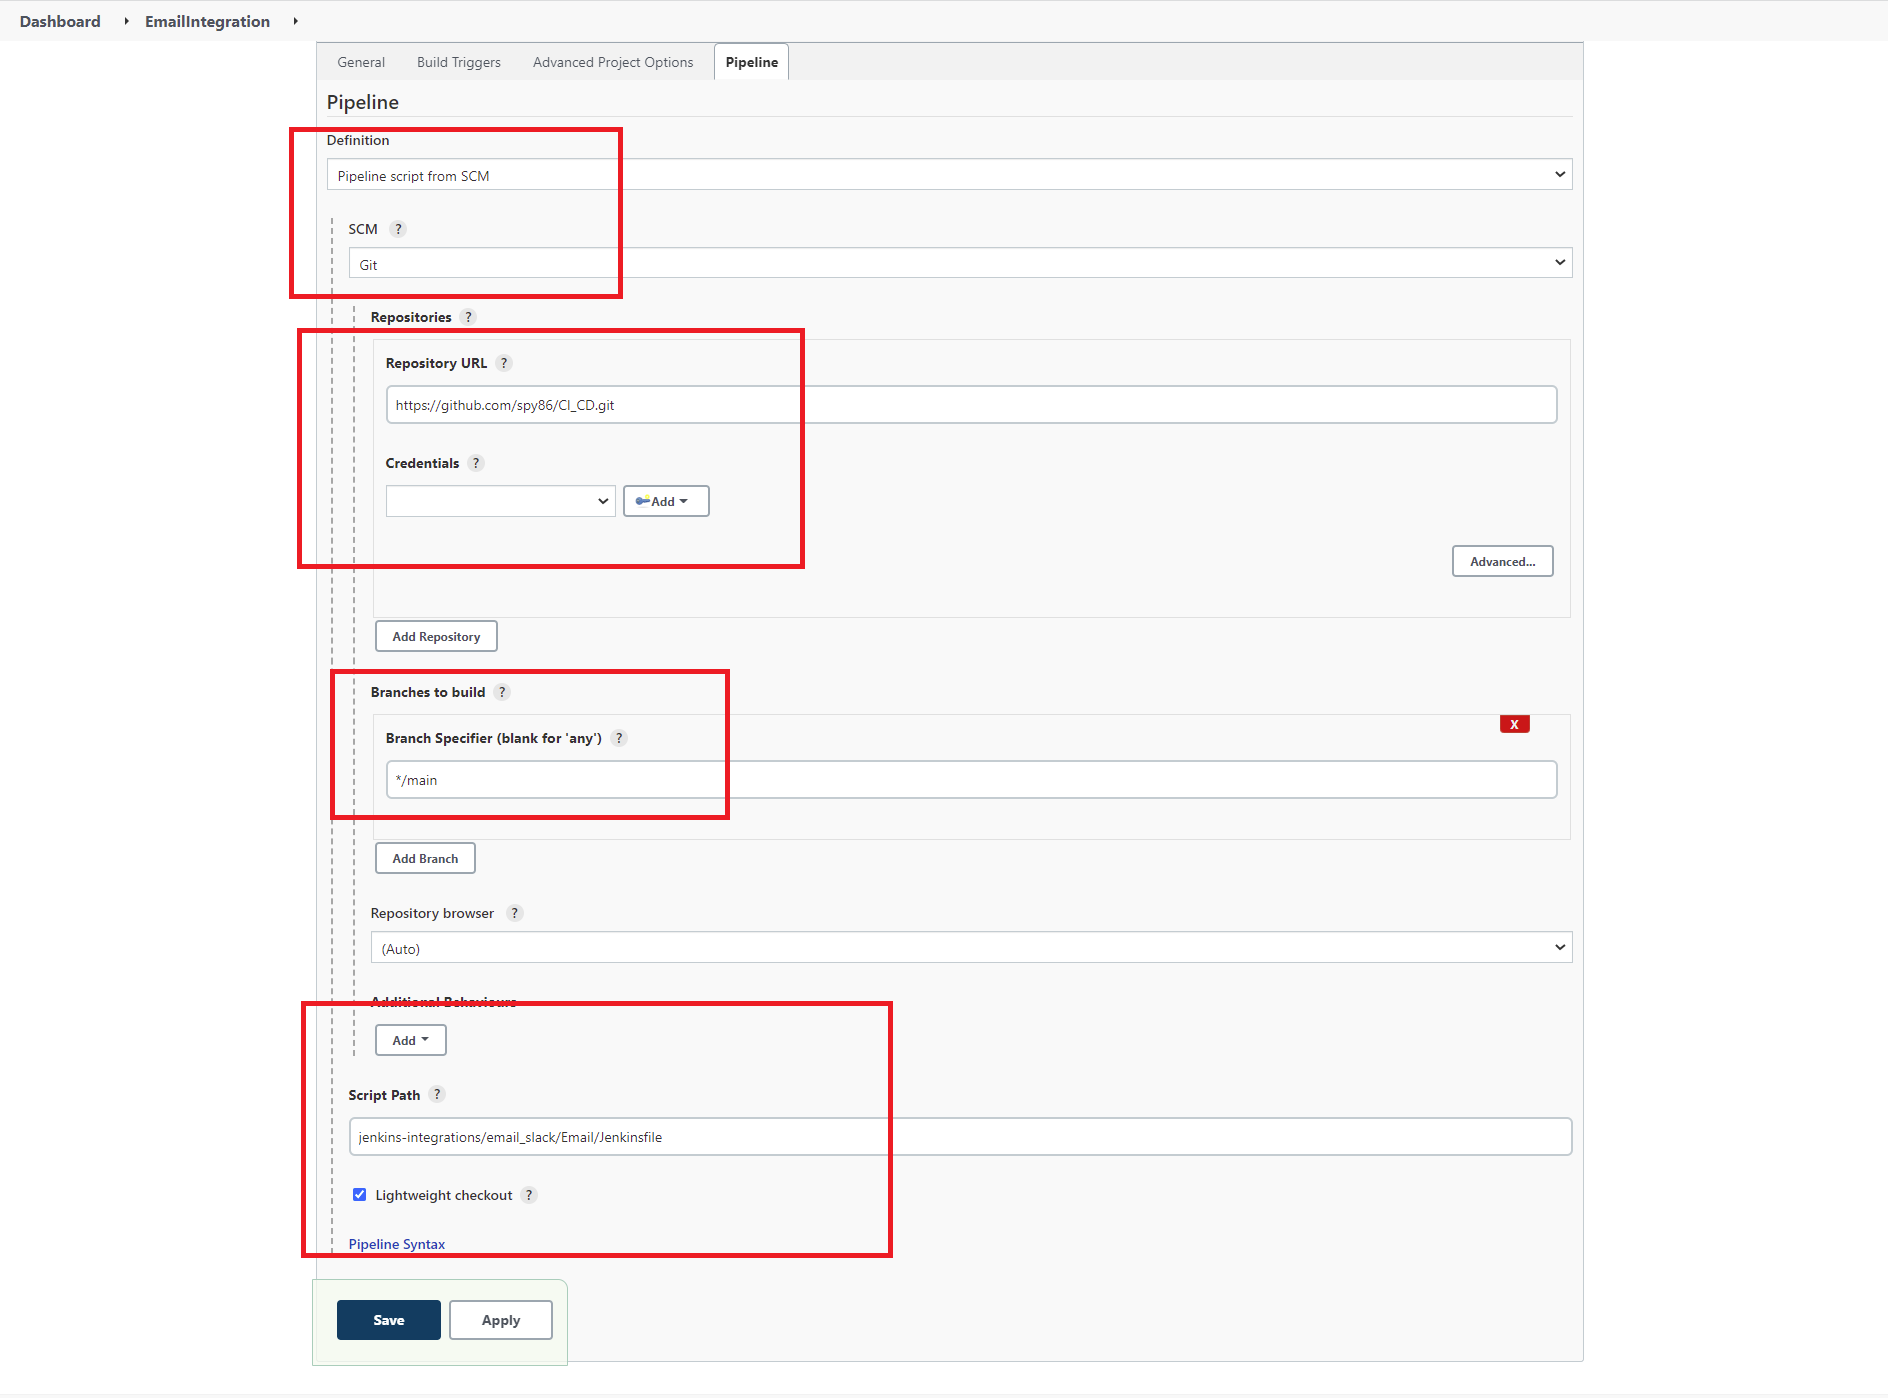 Dashboard EmailIntegration
General Build Triggers Advanced Project Options Pipeline
Pipeline
Definition
Pipeline script from SCM
SCM ?
Git
Repositories ?
Repository URL ?
https://github.com/spy86/CI_CD.git
Credentials ?
Add
Advanced...
Add Repository
Branches to build ?
X
Branch Specifier (blank for 'any') ?
*/main
Add Branch
Repository browser ?
(Auto)
Additional Behaviours
Add
Script Path ?
jenkins-integrations/email_slack/Email/Jenkinsfile
Lightweight checkout ?
Pipeline Syntax
Save Apply